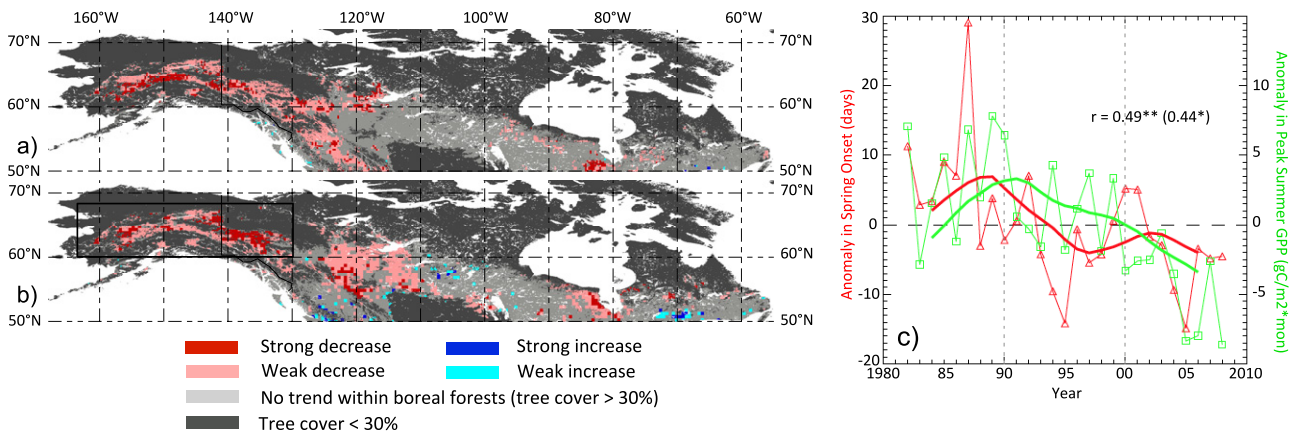 160°W 140°W 120°W 100°W 80°W 60°W
70°N 70°N
60°N 60°N
a)
50°N 50°N
70°N 70°N
60°N 60°N
b)
50°N 50°N
Strong decrease Strong increase
Weak decrease Weak increase
No trend within boreal forests (tree cover > 30%)
Tree cover < 30%
Anomaly in Spring Onset (days)
30
20
10
0
-10
-20
r = 0.49** (0.44*)
c)
1980 85 90 95 00 05 2010
Year
10
5
0
-5
Anomaly in Peak Summer
GPP (gC/m2*mon)